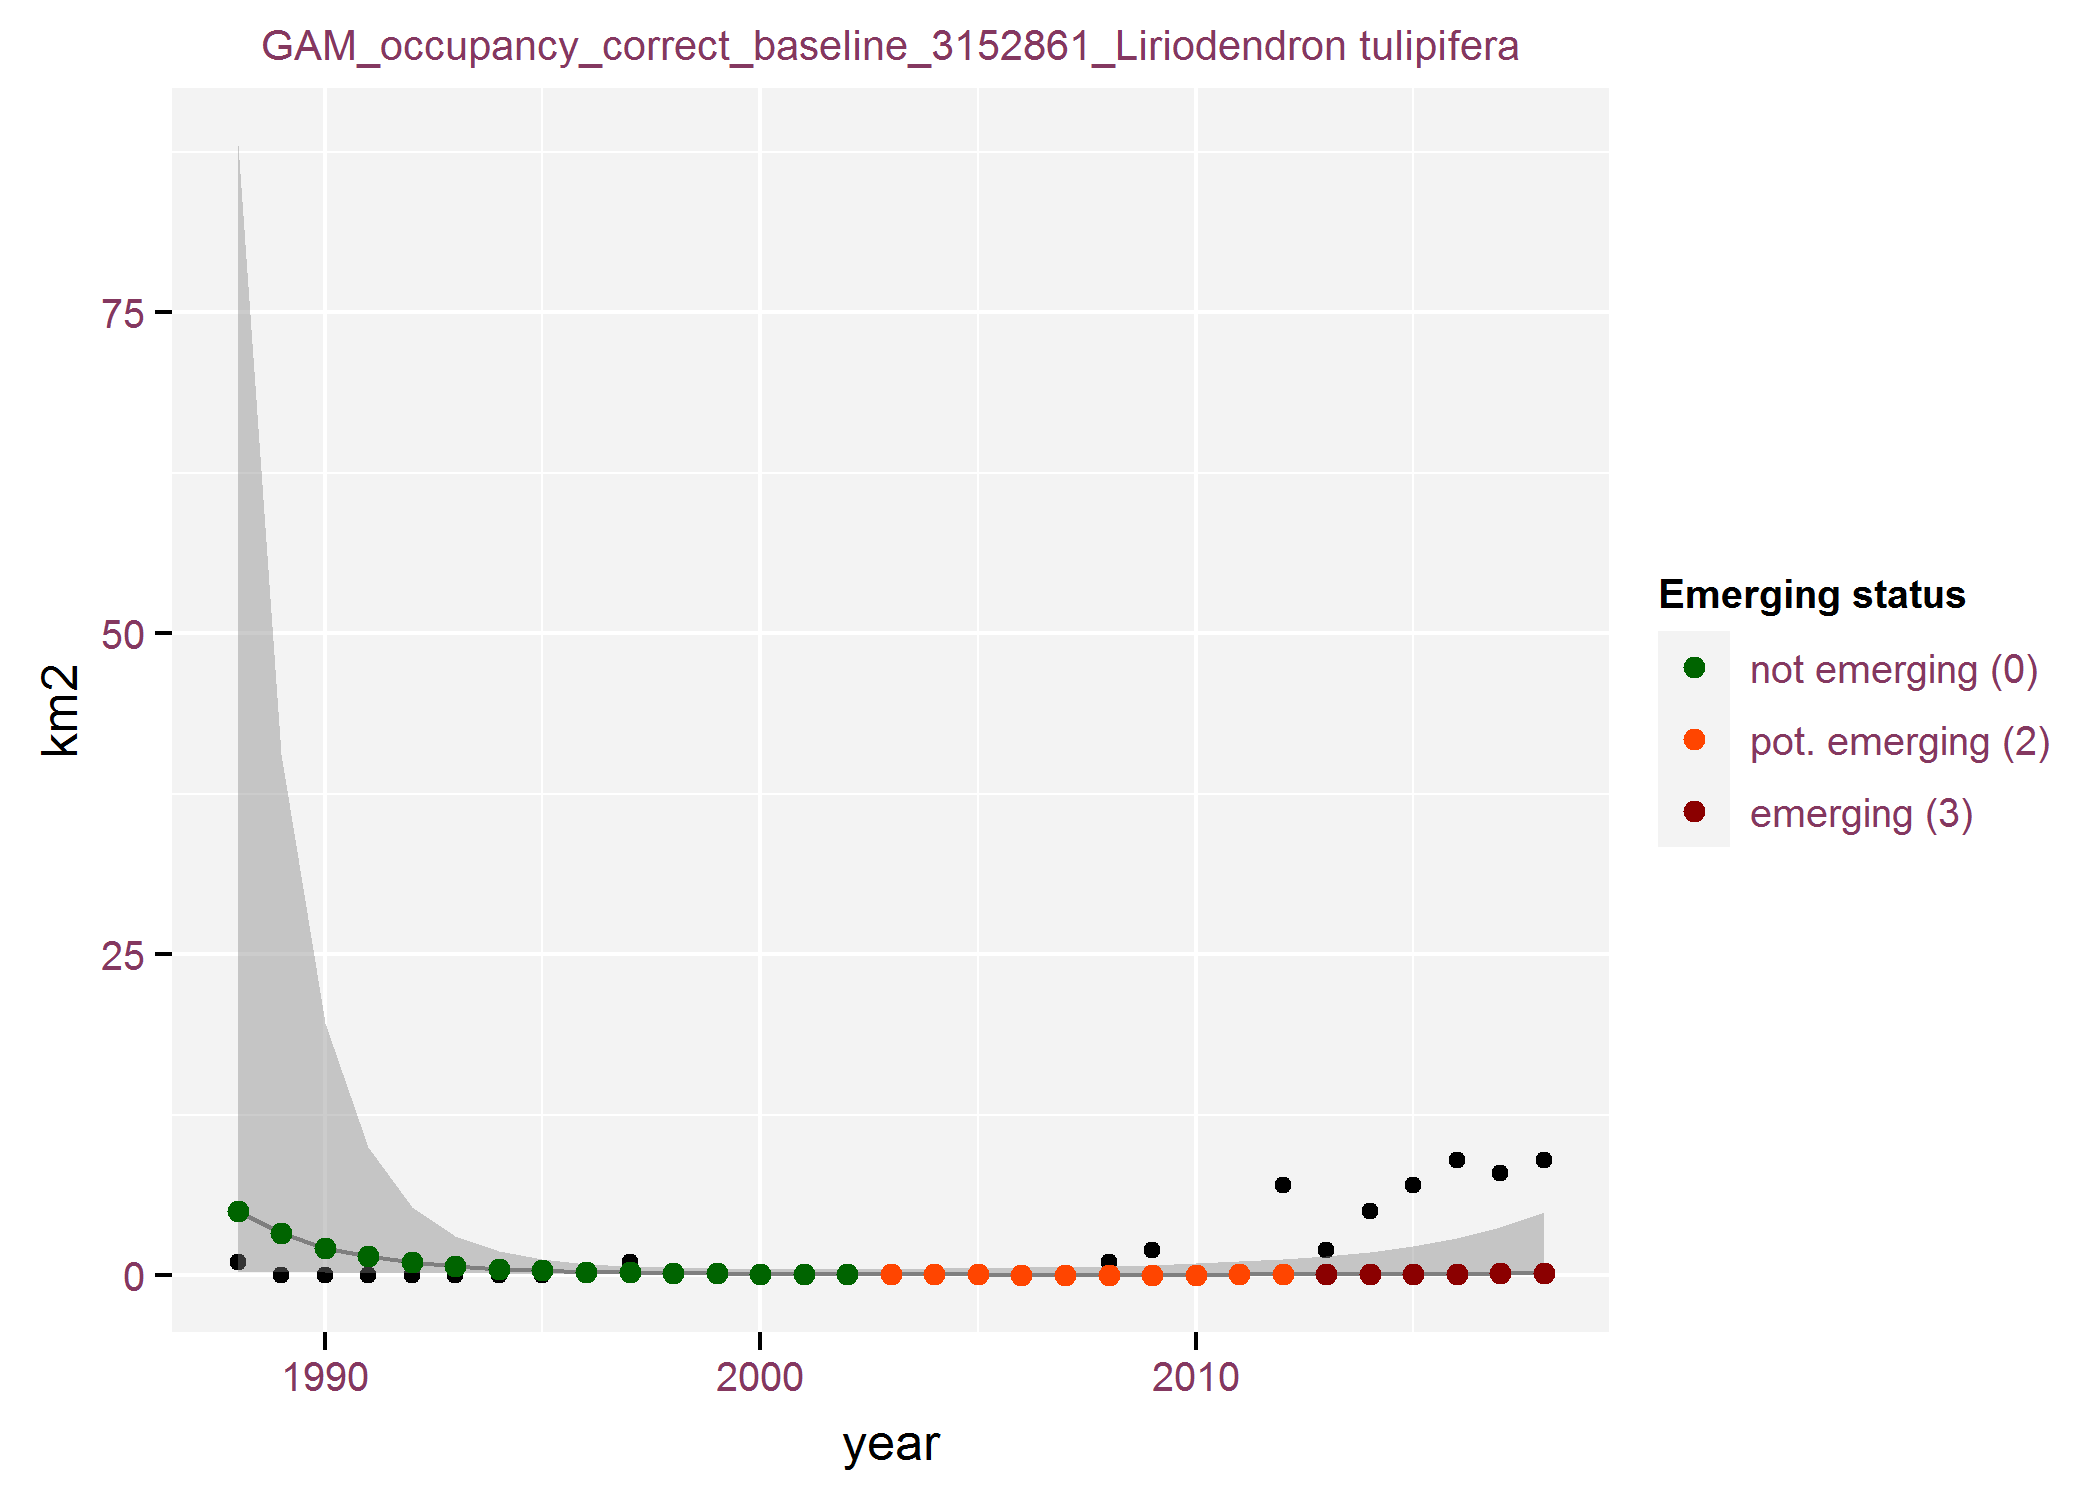 GAM_occupancy_correct_baseline_3152861_Liriodendron tulipifera
75
50
25
0
km2
1990
2000
2010
year
Emerging status
not emerging (0)
pot. emerging (2)
emerging (3)